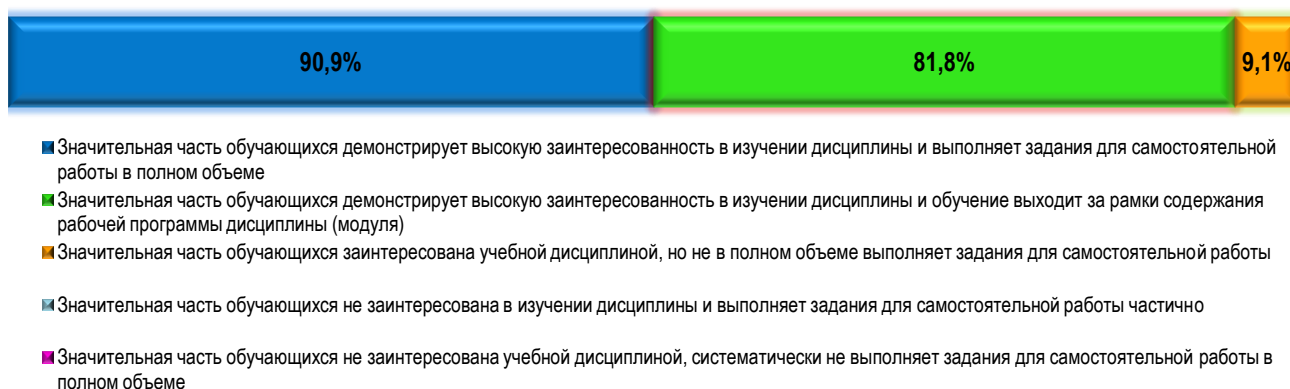 90,9% 81,8% 9,1%
Значительная часть обучающихся демонстрирует высокую заинтересованность в изучении дисциплины и выполняет задания для самостоятельной
работы в полном объеме
Значительная часть обучающихся демонстрирует высокую заинтересованность в изучении дисциплины и обучение выходит за рамки содержания
рабочей программы дисциплины (модуля)
Значительная часть обучающихся заинтересована учебной дисциплиной, но не в полном объеме выполняет задания для самостоятельной работы
Значительная часть обучающихся не заинтересована в изучении дисциплины и выполняет задания для самостоятельной работы частично
Значительная часть обучающихся не заинтересована учебной дисциплиной, систематически не выполняет задания для самостоятельной работы в
полном объеме